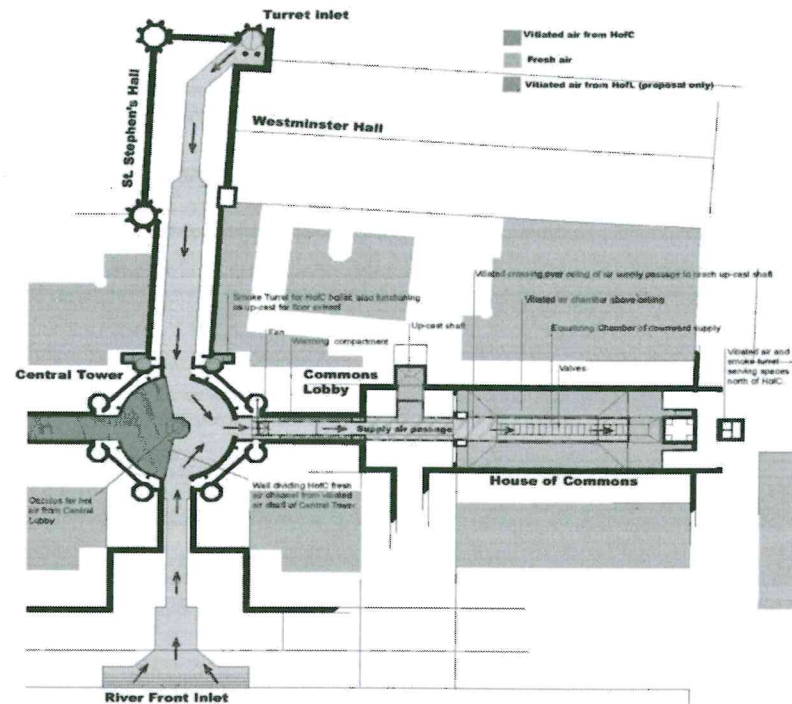 Turret inlet
Vitiated air from HofC
Fresh air
Vitiated air from HofL (proposal only)
St. Stephen's Hall
Westminster Hall
Vitiated crossing over ceiling of air supply passage to reach up-cast shaft
Smoke Turret for HofC boiler, also functioning
as up-cast for floor extract
Vitiated air chamber above ceiling
Up-cast shaft
Fan
Equalizing Chamber of downward supply
Warming compartment
Central Tower
Commons
Lobby
Valves
Vitiated air and
smoke turret
serving spaces
north of HofC.
Supply air passage
House of Commons
for hot
air from Central
Lobby
Wall dividing HofC fresh
air channel from vitiated
air shaft of Central Tower
River Front Inlet